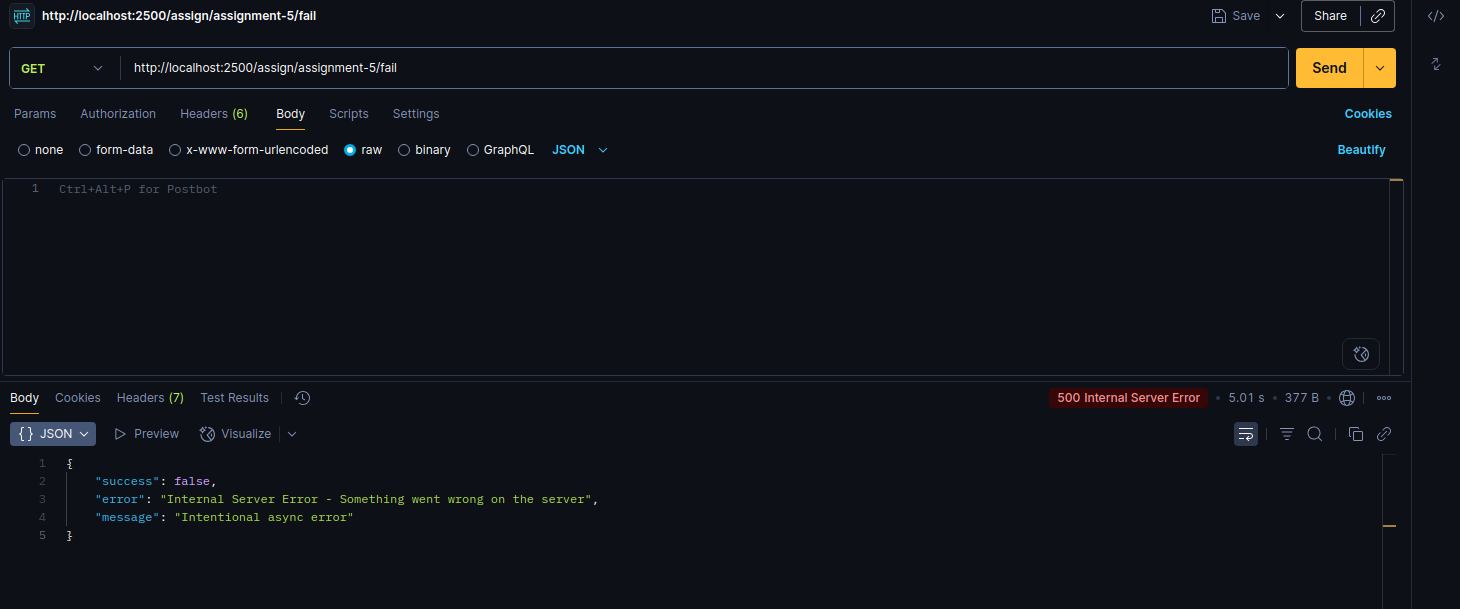 HTTP http://localhost:2500/assign/assignment-5/fail Save Share
GET http://localhost:2500/assign/assignment-5/fail Send
Params Authorization Headers (6) Body Scripts Settings Cookies
none form-data x-www-form-urlencoded raw binary GraphQL JSON Beautify
1 Ctrl+Alt+P for Postbot
Body Cookies Headers (7) Test Results 500 Internal Server Error • 5.01 s • 377 B •
{} JSON Preview Visualize
1 {
2 "success": false,
3 "error": "Internal Server Error - Something went wrong on the server",
4 "message": "Intentional async error"
5 }